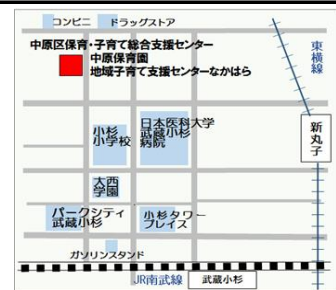 コンビニ
ドラッグストア
中原区保育・子育て総合支援センター
中原保育園
地域子育て支援センターなかはら
東横線
新丸子
小杉
小学校
日本医科大学
武蔵小杉
病院
大西
学園
パークシティ
武蔵小杉
小杉タワー
プレイス
ガソリンスタンド
JR南武線
武蔵小杉